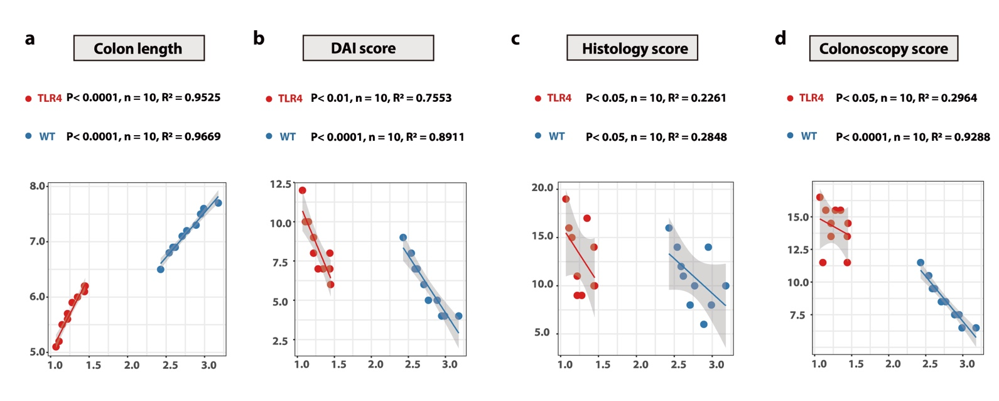 a Colon length
b DAI score
c Histology score
d Colonoscopy score
TLR4 P< 0.0001, n = 10, R² = 0.9525
WT P< 0.0001, n = 10, R² = 0.9669
TLR4 P< 0.01, n = 10, R² = 0.7553
WT P< 0.0001, n = 10, R² = 0.8911
TLR4 P< 0.05, n = 10, R² = 0.2261
WT P< 0.05, n = 10, R² = 0.2848
TLR4 P< 0.05, n = 10, R² = 0.2964
WT P< 0.0001, n = 10, R² = 0.9288
8.0
7.0
6.0
5.0
1.0 1.5 2.0 2.5 3.0
12.5
10.0
7.5
5.0
2.5
1.0 1.5 2.0 2.5 3.0
20.0
15.0
10.0
5.0
1.0 1.5 2.0 2.5 3.0
15.0
12.5
10.0
7.5
1.0 1.5 2.0 2.5 3.0